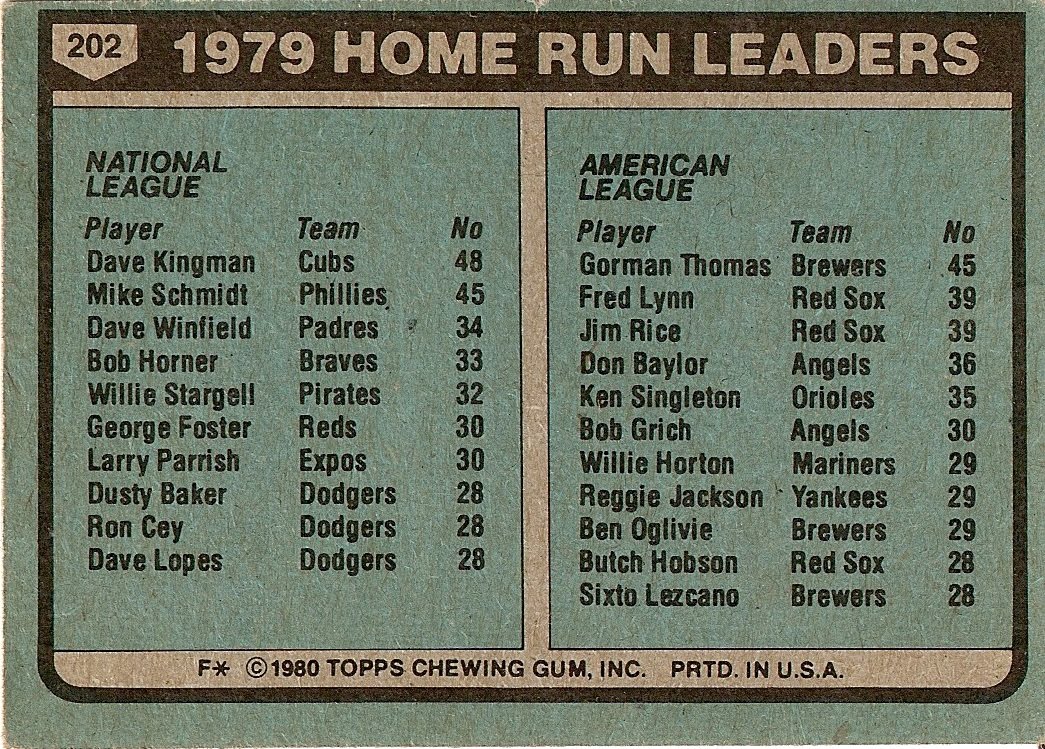 202 1979 HOME RUN LEADERS
NATIONAL
LEAGUE
Player Team No
Dave Kingman Cubs 48
Mike Schmidt Phillies 45
Dave Winfield Padres 34
Bob Horner Braves 33
Willie Stargell Pirates 32
George Foster Reds 30
Larry Parrish Expos 30
Dusty Baker Dodgers 28
Ron Cey Dodgers 28
Dave Lopes Dodgers 28
AMERICAN
LEAGUE
Player Team No
Gorman Thomas Brewers 45
Fred Lynn Red Sox 39
Jim Rice Red Sox 39
Don Baylor Angels 36
Ken Singleton Orioles 35
Bob Grich Angels 30
Willie Horton Mariners 29
Reggie Jackson Yankees 29
Ben Oglivie Brewers 29
Butch Hobson Red Sox 28
Sixto Lezcano Brewers 28
F* © 1980 TOPPS CHEWING GUM, INC. PRTD. IN U.S.A.